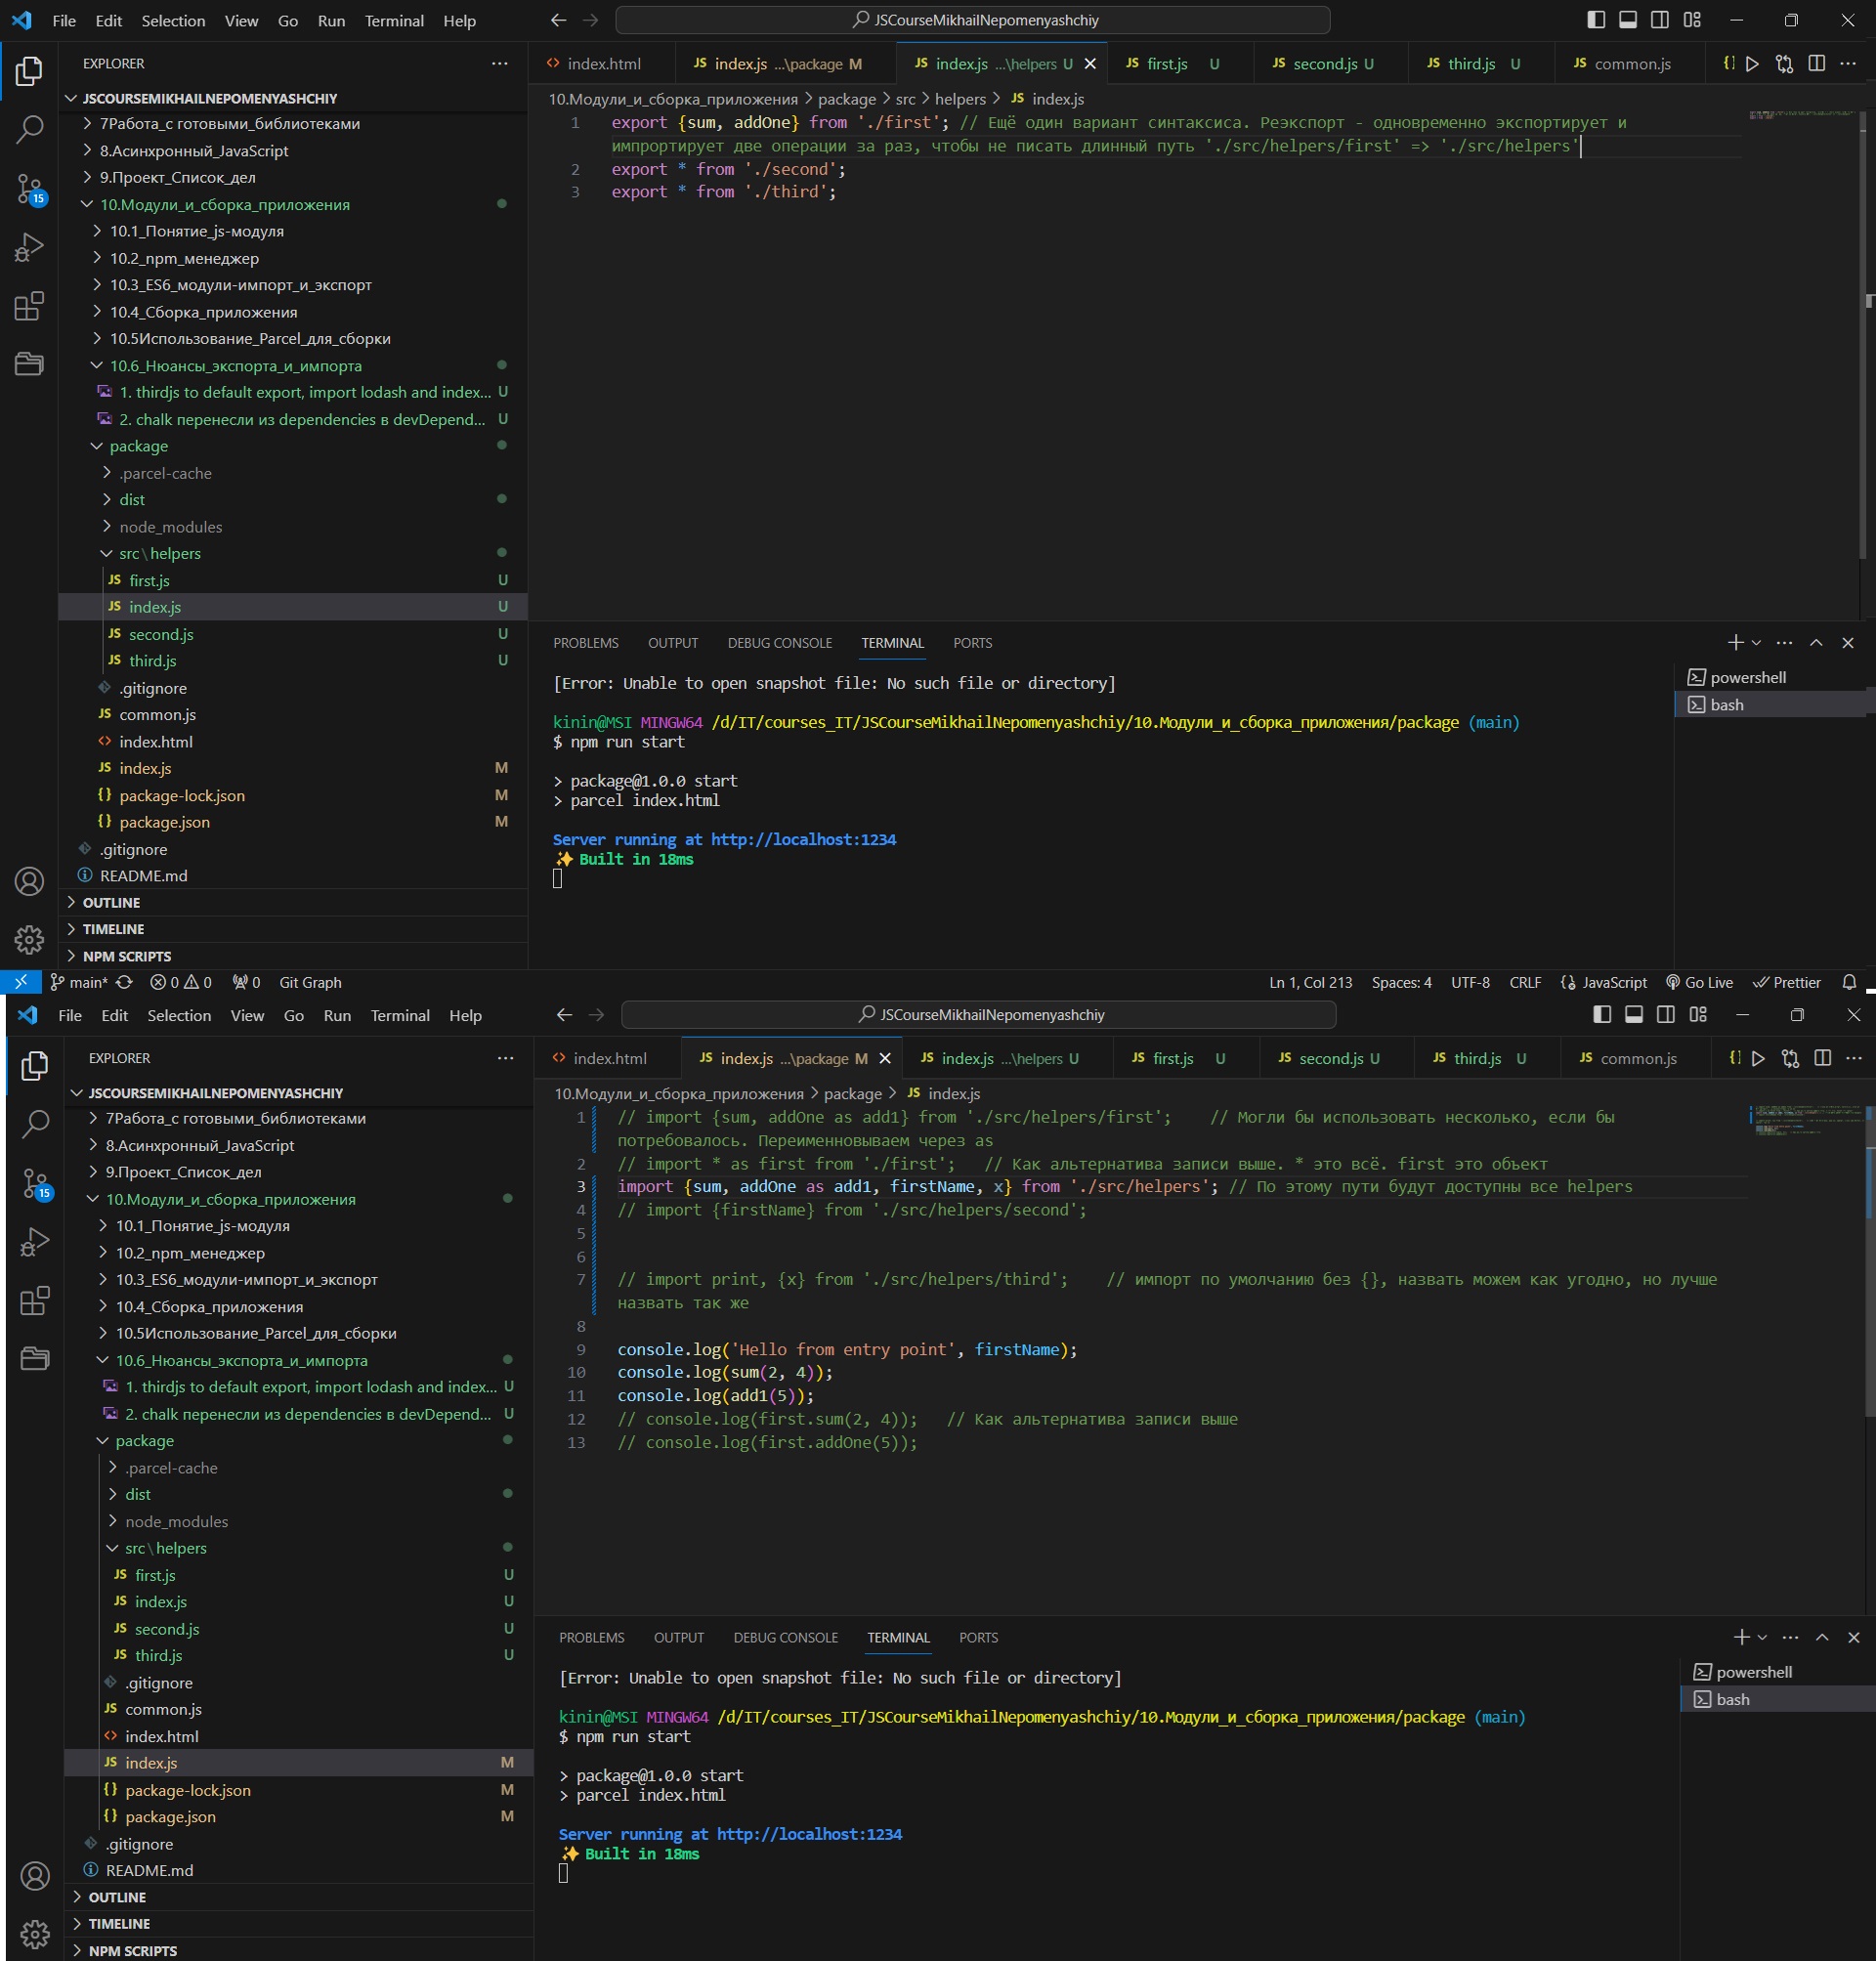 File Edit Selection View Go Run Terminal Help
JSCourseMikhailNepomenyashchiy
EXPLORER
index.html
index.js ...\package M
index.js ...\helpers U
first.js U
second.js U
third.js U
common.js
JSCOURSEMIKHAILNEPOMENYASHCHIY
7Работа_с готовыми_библиотеками
8.Асинхронный_JavaScript
9.Проект_Список_дел
10.Модули_и_сборка_приложения
10.1_Понятие_js-модуля
10.2_npm_менеджер
10.3_ES6_модули-импорт_и_экспорт
10.4_Сборка_приложения
10.5Использование_Parcel_для_сборки
10.6_Нюансы_экспорта_и_импорта
1. thirdjs to default export, import lodash and index... U
2. chalk перенесли из dependencies в devDepend... U
package
.parcel-cache
dist
node_modules
src\helpers
JS first.js U
JS index.js U
JS second.js U
JS third.js U
.gitignore
JS common.js
index.html
JS index.js M
{} package-lock.json M
{} package.json M
.gitignore
README.md
OUTLINE
TIMELINE
NPM SCRIPTS
15
10.Модули_и_сборка_приложения > package > src > helpers > JS index.js
1 export {sum, addOne} from './first'; // Ещё один вариант синтаксиса. Реэкспорт - одновременно экспортирует и
импрортирует две операции за раз, чтобы не писать длинный путь './src/helpers/first' => './src/helpers'
2 export * from './second';
3 export * from './third';
PROBLEMS OUTPUT DEBUG CONSOLE TERMINAL PORTS
[Error: Unable to open snapshot file: No such file or directory]
kinin@MSI MINGW64 /d/IT/courses_IT/JSCourseMikhailNepomenyashchiy/10.Модули_и_сборка_приложения/package (main)
$ npm run start
> package@1.0.0 start
> parcel index.html
Server running at http://localhost:1234
✨ Built in 18ms
powershell
bash
main* 0 0 0 Git Graph
Ln 1, Col 213 Spaces: 4 UTF-8 CRLF {} JavaScript Go Live Prettier
File Edit Selection View Go Run Terminal Help
JSCourseMikhailNepomenyashchiy
EXPLORER
index.html
index.js ...\package M
index.js ...\helpers U
first.js U
second.js U
third.js U
common.js
JSCOURSEMIKHAILNEPOMENYASHCHIY
7Работа_с готовыми_библиотеками
8.Асинхронный_JavaScript
9.Проект_Список_дел
10.Модули_и_сборка_приложения
10.1_Понятие_js-модуля
10.2_npm_менеджер
10.3_ES6_модули-импорт_и_экспорт
10.4_Сборка_приложения
10.5Использование_Parcel_для_сборки
10.6_Нюансы_экспорта_и_импорта
1. thirdjs to default export, import lodash and index... U
2. chalk перенесли из dependencies в devDepend... U
package
.parcel-cache
dist
node_modules
src\helpers
JS first.js U
JS index.js U
JS second.js U
JS third.js U
.gitignore
JS common.js
index.html
JS index.js M
{} package-lock.json M
{} package.json M
.gitignore
README.md
OUTLINE
TIMELINE
NPM SCRIPTS
15
10.Модули_и_сборка_приложения > package > JS index.js
1 // import {sum, addOne as add1} from './src/helpers/first'; // Могли бы использовать несколько, если бы
потребовалось. Переименновываем через as
2 // import * as first from './first'; // Как альтернатива записи выше. * это всё. first это объект
3 import {sum, addOne as add1, firstName, x} from './src/helpers'; // По этому пути будут доступны все helpers
4 // import {firstName} from './src/helpers/second';
5
6
7 // import print, {x} from './src/helpers/third'; // импорт по умолчанию без {}, назвать можем как угодно, но лучше
назвать так же
8
9 console.log('Hello from entry point', firstName);
10 console.log(sum(2, 4));
11 console.log(add1(5));
12 // console.log(first.sum(2, 4)); // Как альтернатива записи выше
13 // console.log(first.addOne(5));
PROBLEMS OUTPUT DEBUG CONSOLE TERMINAL PORTS
[Error: Unable to open snapshot file: No such file or directory]
kinin@MSI MINGW64 /d/IT/courses_IT/JSCourseMikhailNepomenyashchiy/10.Модули_и_сборка_приложения/package (main)
$ npm run start
> package@1.0.0 start
> parcel index.html
Server running at http://localhost:1234
✨ Built in 18ms
powershell
bash